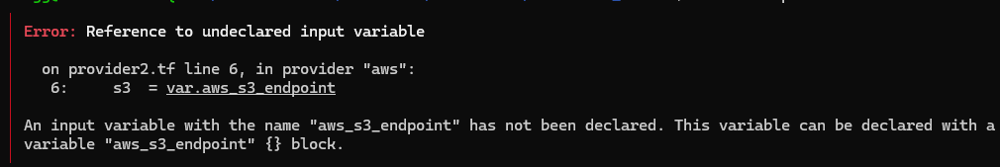 Error: Reference to undeclared input variable
on provider2.tf line 6, in provider "aws":
6: s3 = var.aws_s3_endpoint
An input variable with the name "aws_s3_endpoint" has not been declared. This variable can be declared with a
variable "aws_s3_endpoint" {} block.